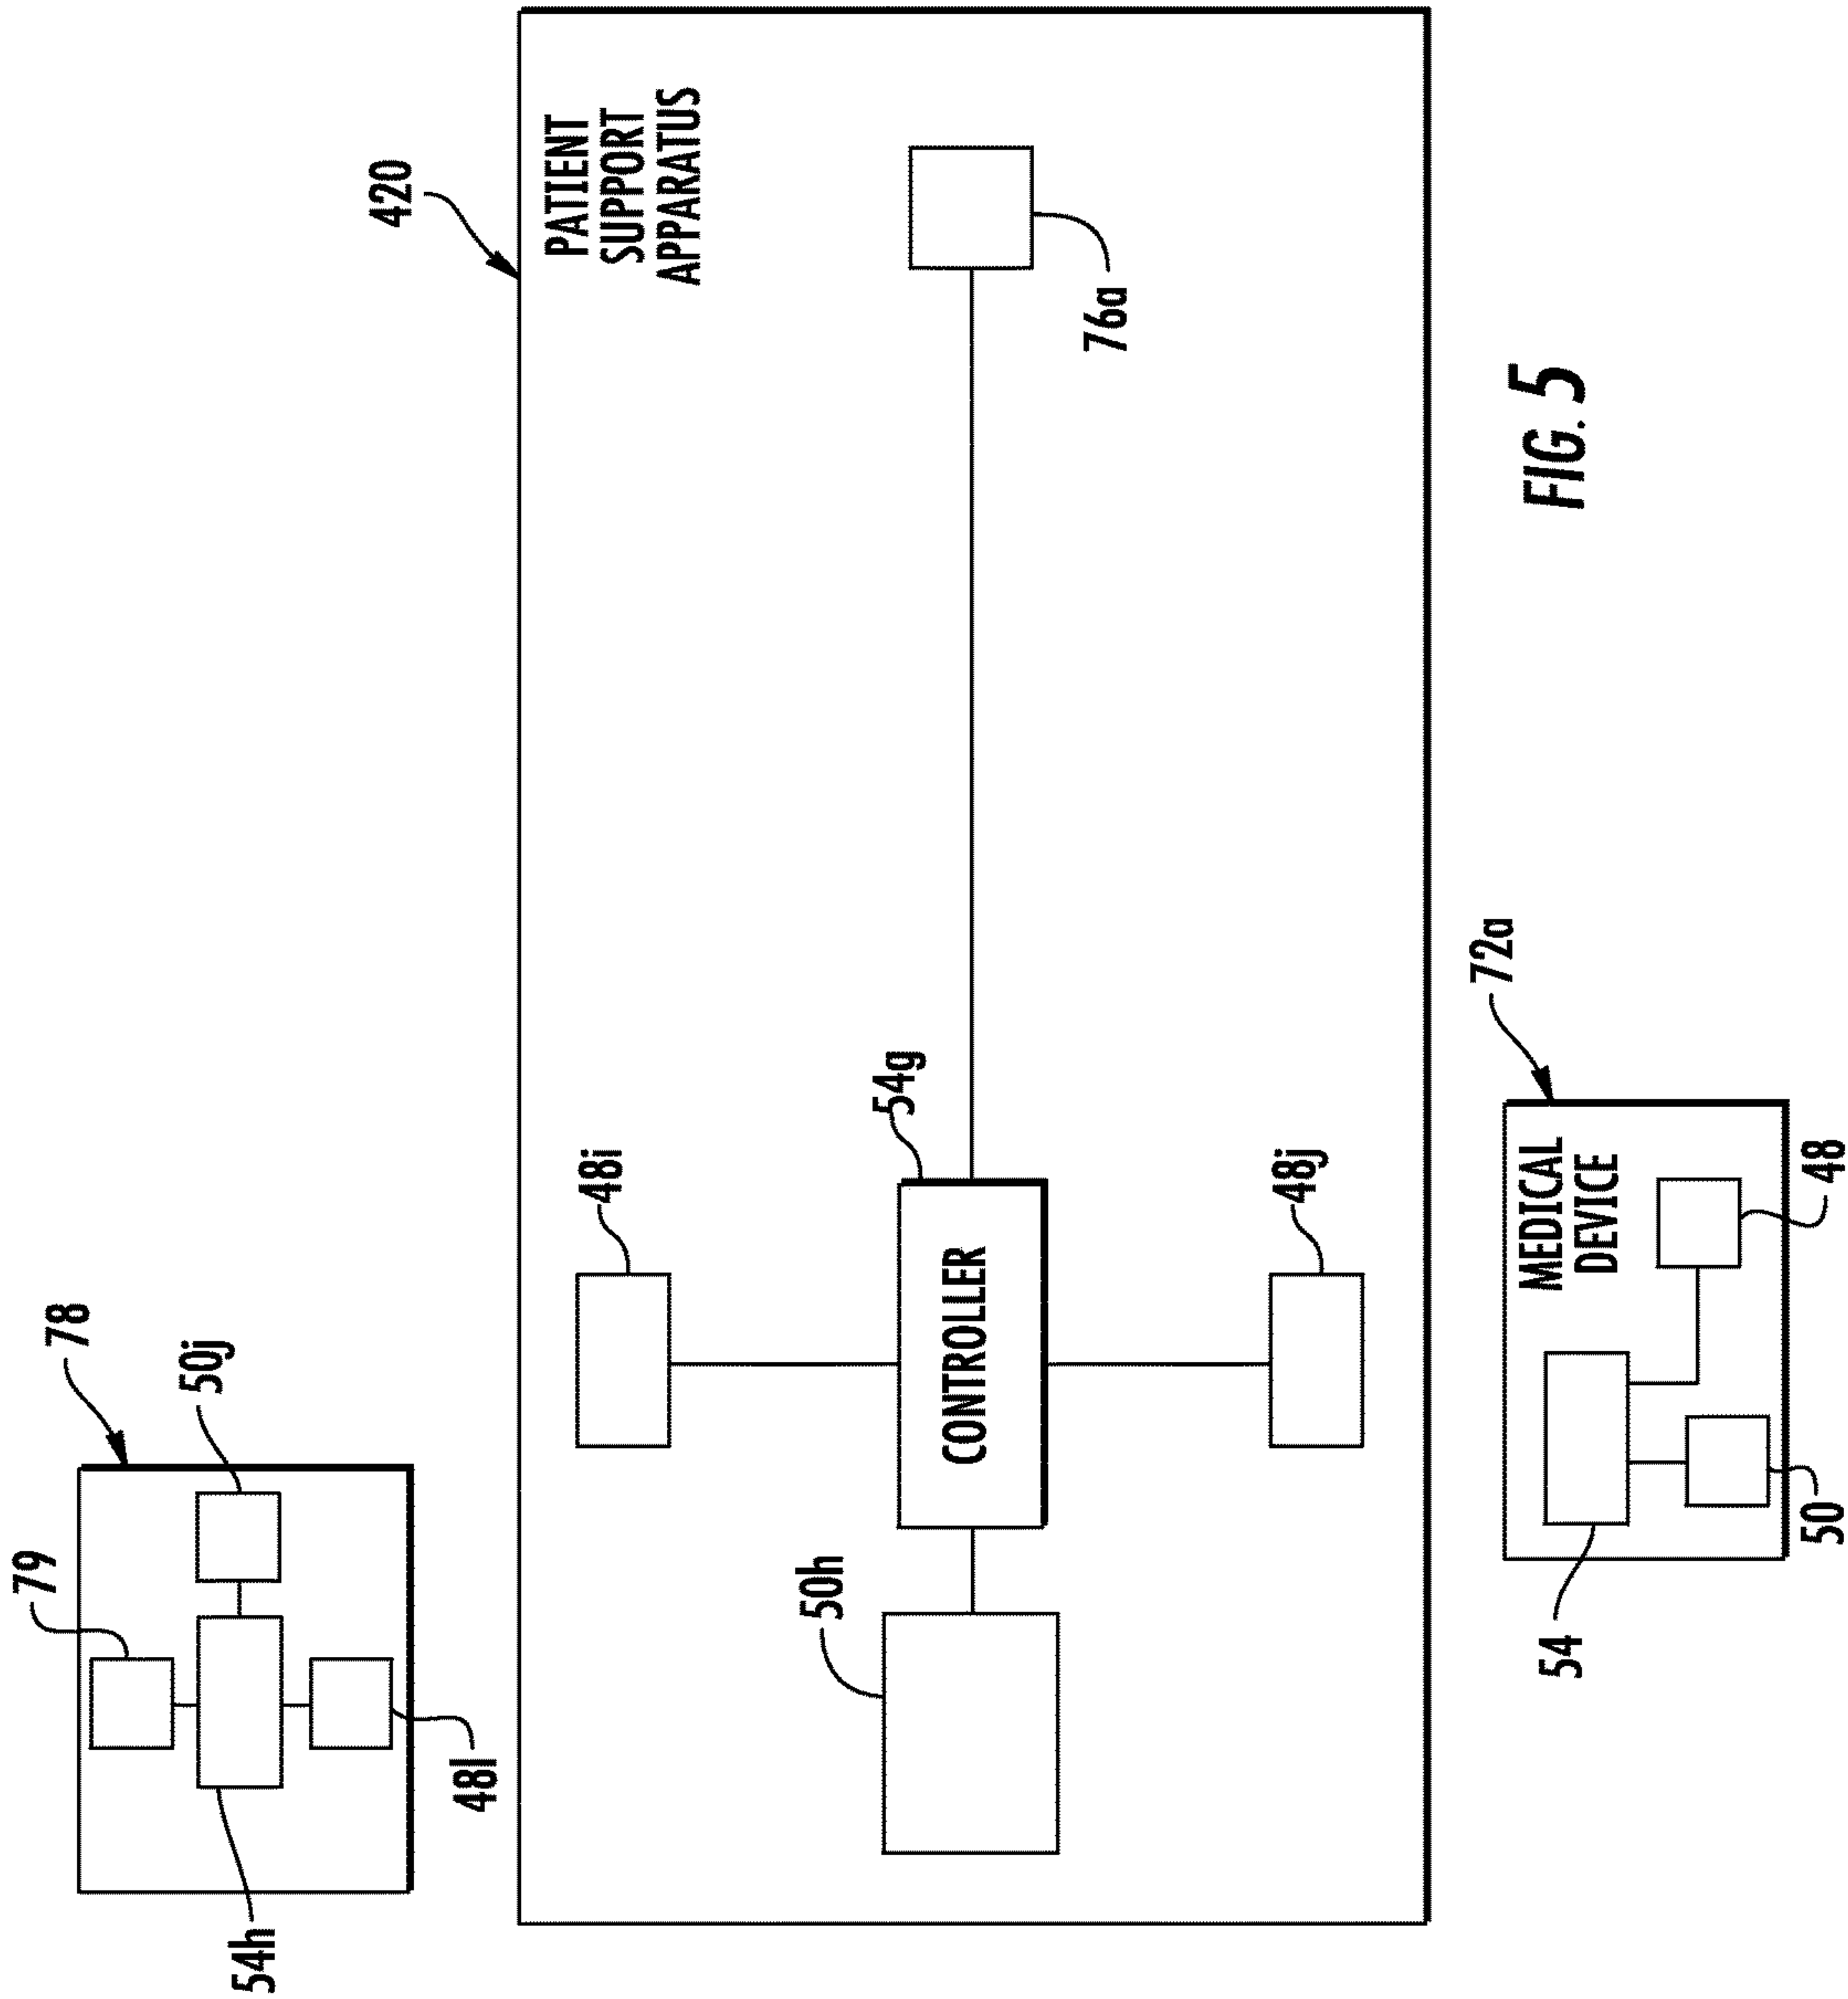 78
79
50j
48l
54h
420
PATIENT
SUPPORT
APPARATUS
48i
54g
50h
CONTROLLER
76a
48j
72a
MEDICAL
DEVICE
54
50
48
FIG. 5